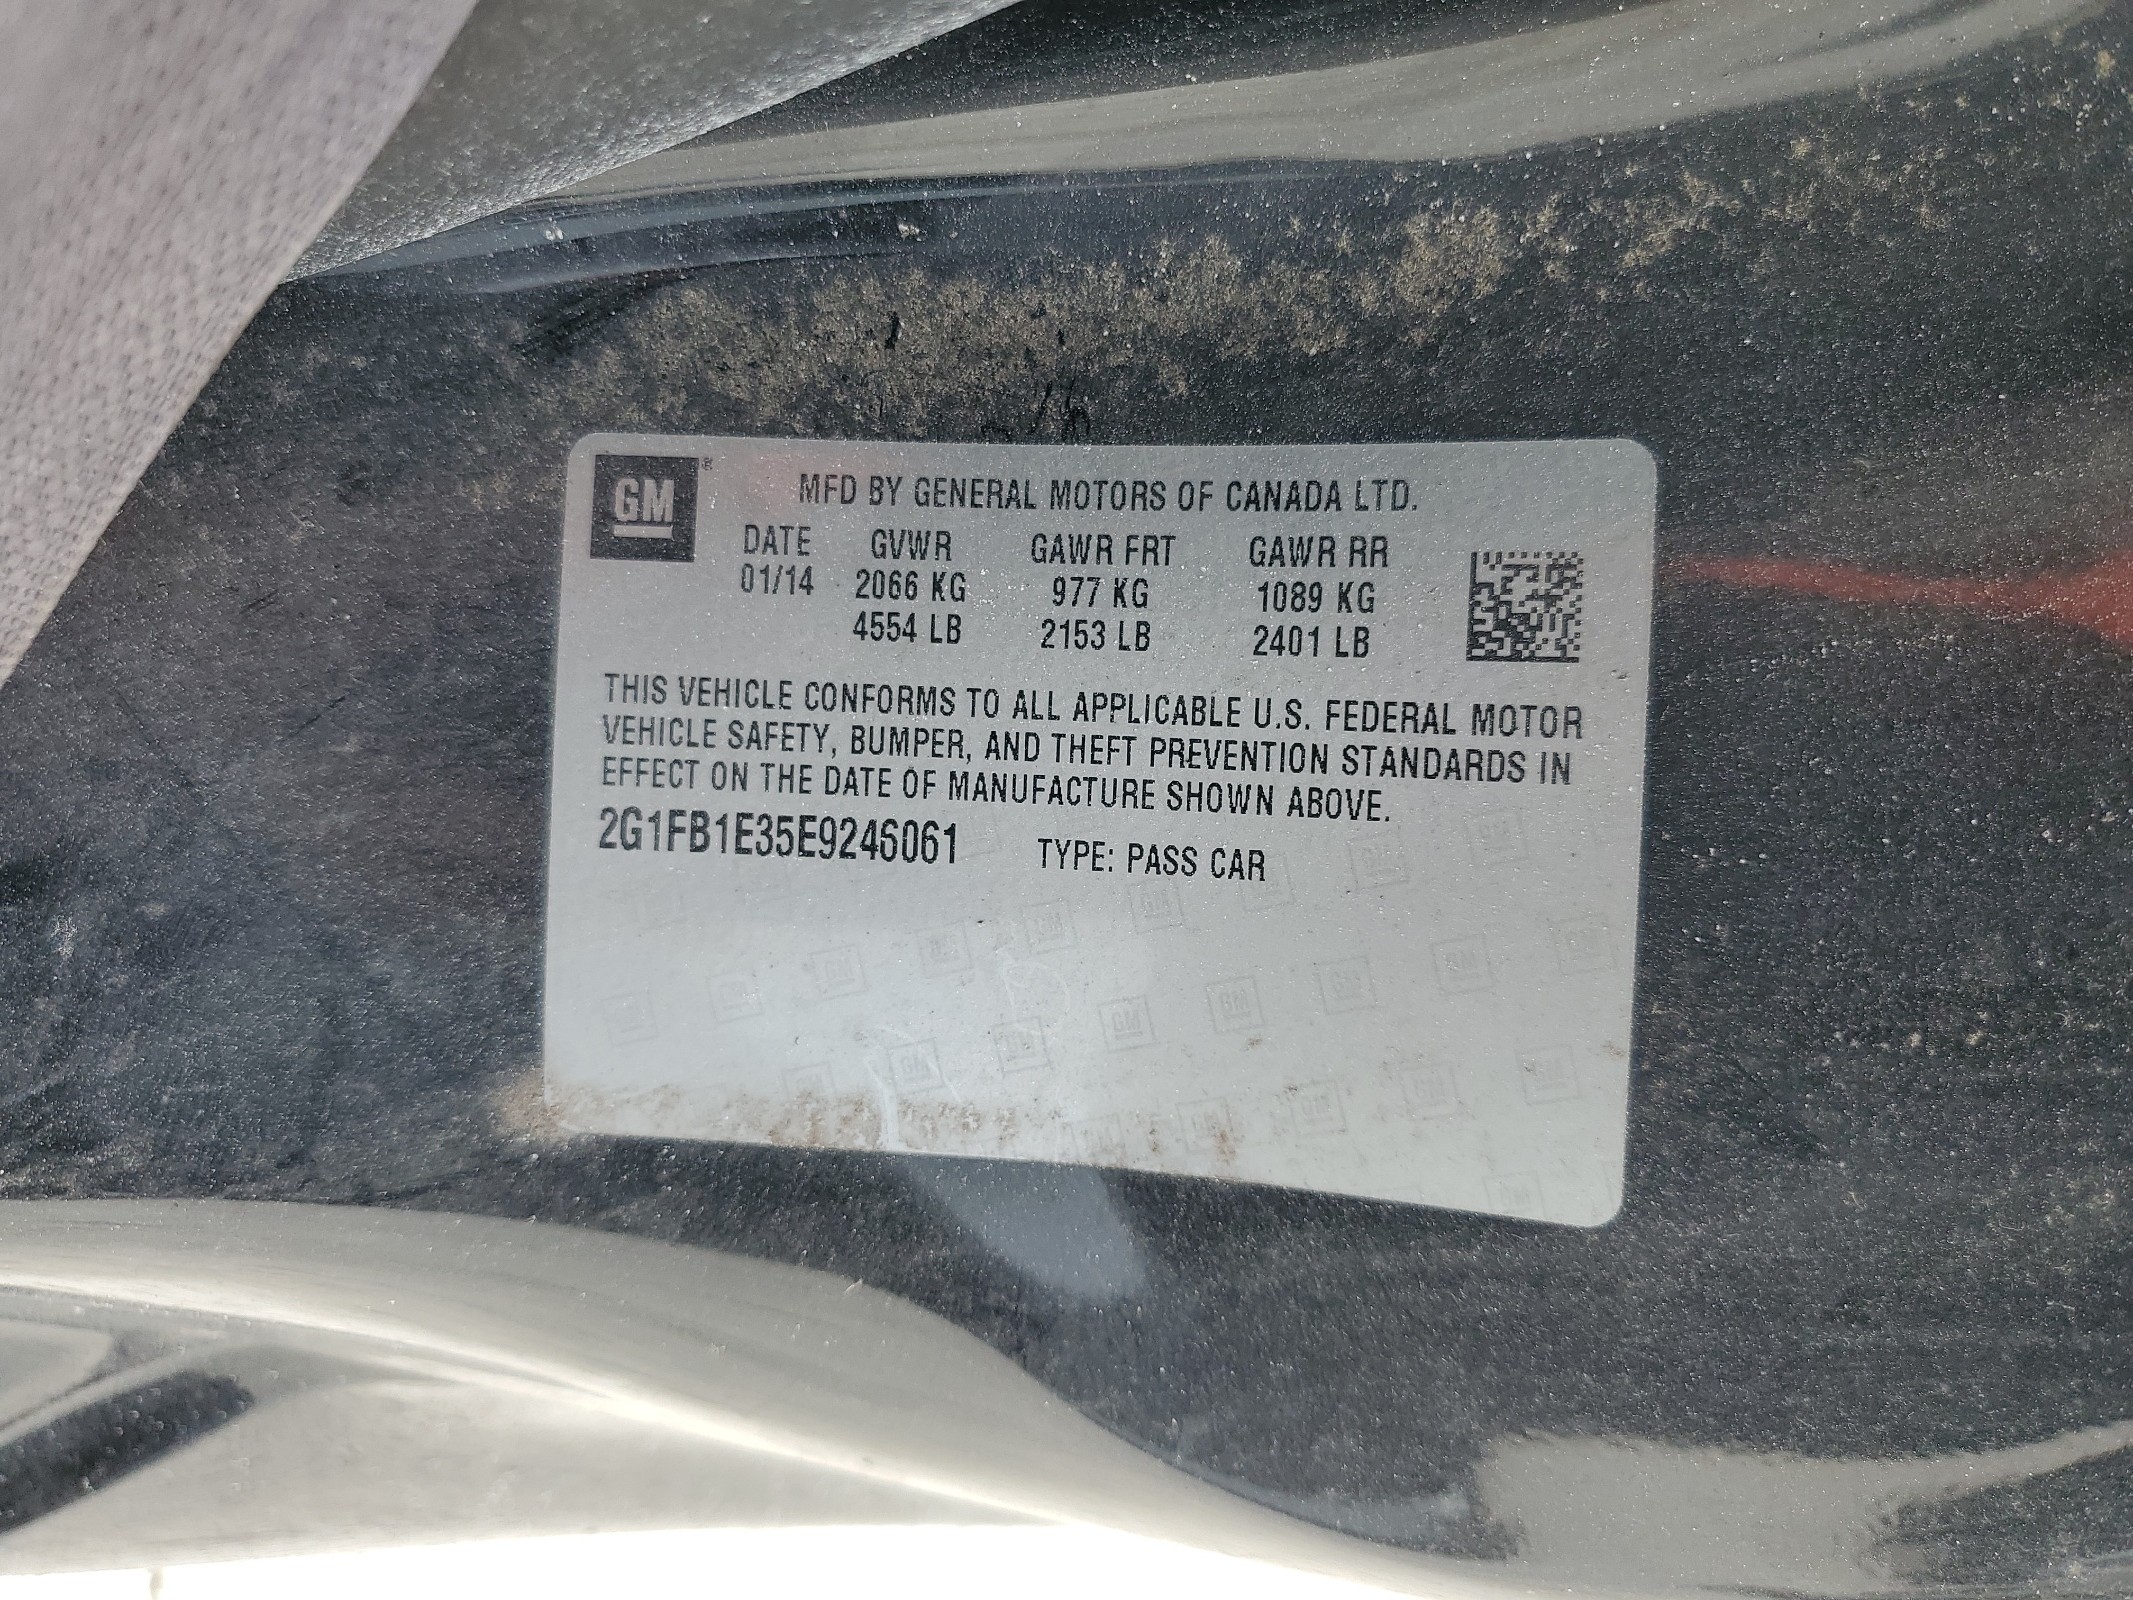 GM
MFD BY GENERAL MOTORS OF CANADA LTD.
DATE GVWR GAWR FRT GAWR RR
01/14 2066 KG 977 KG 1089 KG
4554 LB 2153 LB 2401 LB
THIS VEHICLE CONFORMS TO ALL APPLICABLE U.S. FEDERAL MOTOR
VEHICLE SAFETY, BUMPER, AND THEFT PREVENTION STANDARDS IN
EFFECT ON THE DATE OF MANUFACTURE SHOWN ABOVE.
2G1FB1E35E9246061 TYPE: PASS CAR